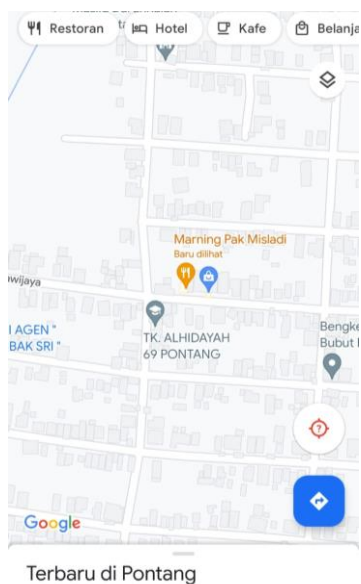 Restoran
Hotel
Kafe
Belanja
Marning Pak Misladi
Baru dilihat
wijaya
TK. ALHIDAYAH
69 PONTANG
I AGEN "
BAK SRI "
Bengke
Bubut
Google
Terbaru di Pontang